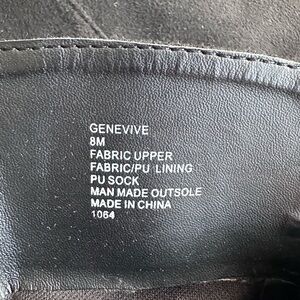 GENEVIVE
8M
FABRIC UPPER
FABRIC/PU LINING
PU SOCK
MAN MADE OUTSOLE
MADE IN CHINA
1064